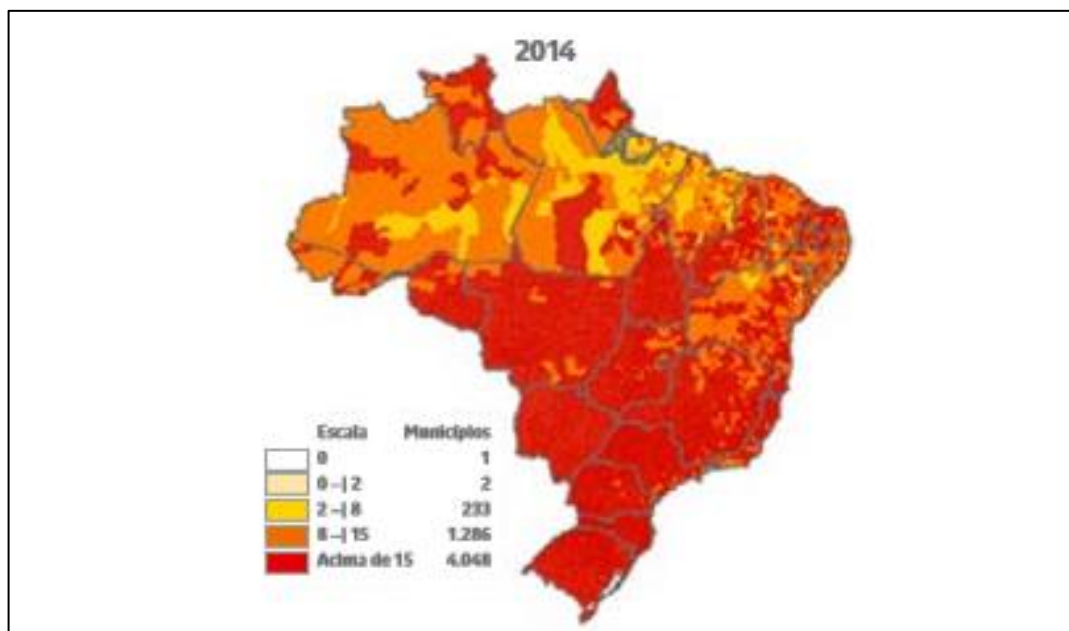 2014
Escala Municípios
0 1
0 --| 2 2
2 --| 8 233
8 --| 15 1.286
Acima de 15 4.048